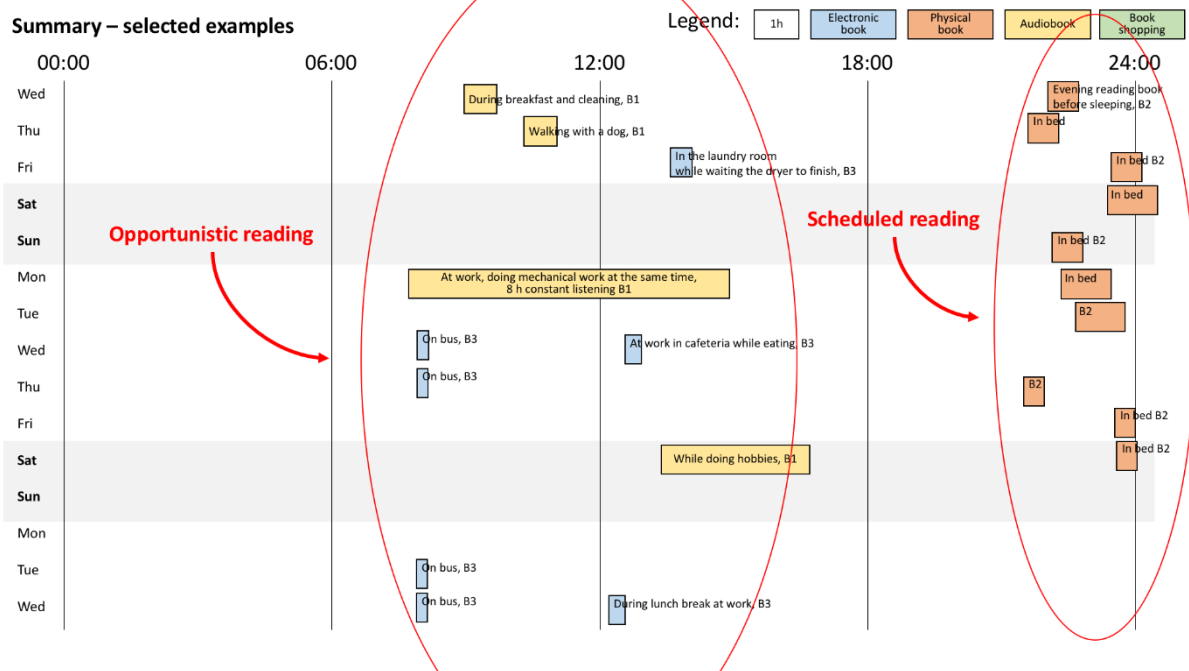 Summary – selected examples
Legend:
1h
Electronic
book
Physical
book
Audiobook
Book
shopping
00:00
06:00
12:00
18:00
24:00
Wed
During breakfast and cleaning, B1
Evening reading book
before sleeping, B2
Thu
Walking with a dog, B1
In bed
Fri
In the laundry room
while waiting the dryer to finish, B3
In bed B2
Sat
In bed
Opportunistic reading
Scheduled reading
Sun
In bed B2
Mon
At work, doing mechanical work at the same time,
8 h constant listening B1
In bed
Tue
B2
Wed
On bus, B3
At work in cafeteria while eating, B3
Thu
On bus, B3
B2
Fri
In bed B2
Sat
While doing hobbies, B1
In bed B2
Sun
Mon
Tue
On bus, B3
Wed
On bus, B3
During lunch break at work, B3